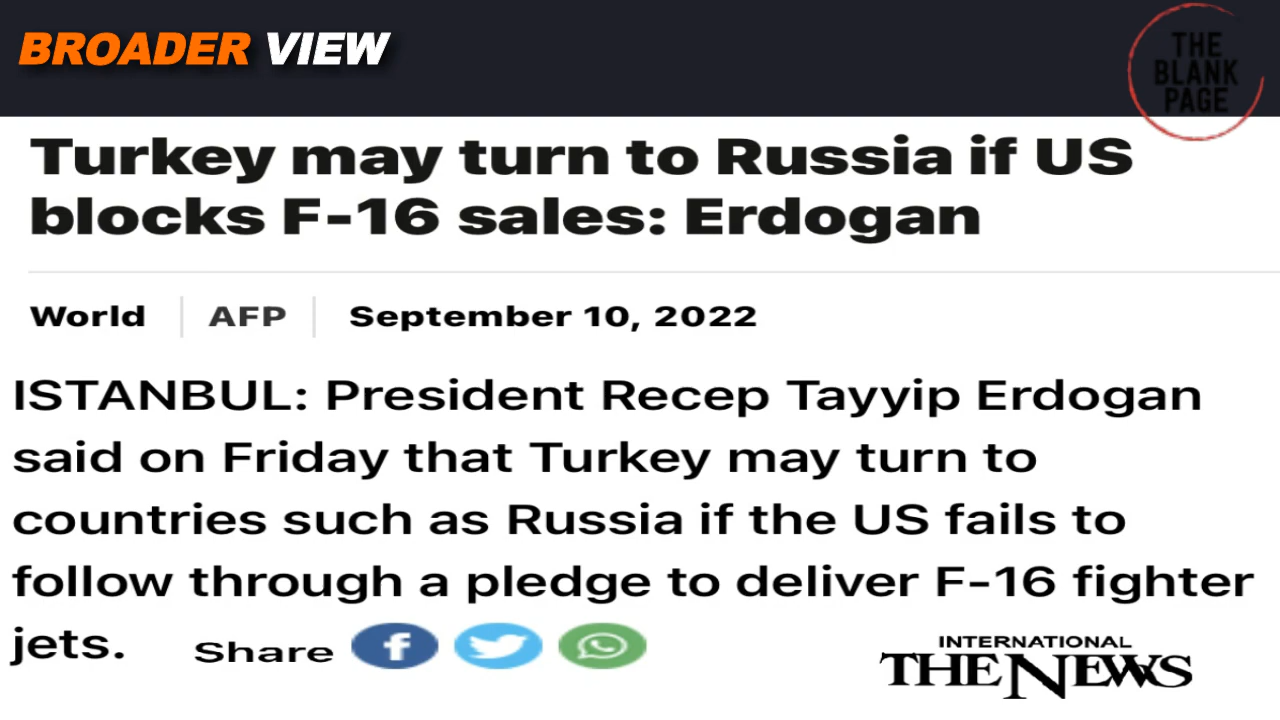 BROADER VIEW
THE
BLANK
PAGE
Turkey may turn to Russia if US
blocks F-16 sales: Erdogan
World
AFP
September 10, 2022
ISTANBUL: President Recep Tayyip Erdogan
said on Friday that Turkey may turn to
countries such as Russia if the US fails to
follow through a pledge to deliver F-16 fighter
jets.
Share
INTERNATIONAL
THE NEWS